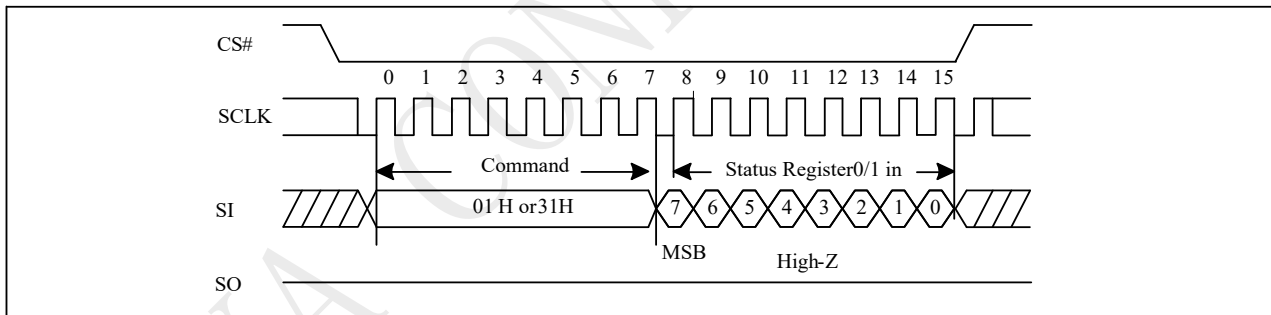 CS#
0 1 2 3 4 5 6 7 8 9 10 11 12 13 14 15
SCLK
Command
Status Register0/1 in
SI
01 H or31H
7 6 5 4 3 2 1 0
MSB
High-Z
SO